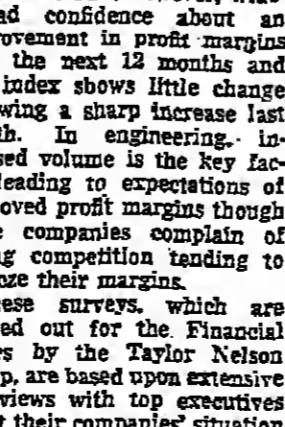 ad confidence about an
rovement in profit margins
the next 12 months and
index shows little change
wing a sharp increase last
th. In engineering, in-
sed volume is the key fac-
leading to expectations of
oved profit margins though
e companies complain of
ng competition tending to
eze their margins.
ese surveys, which are
ed out for the Financial
es by the Taylor Nelson
p, are based upon extensive
views with top executives
t their companies' situation